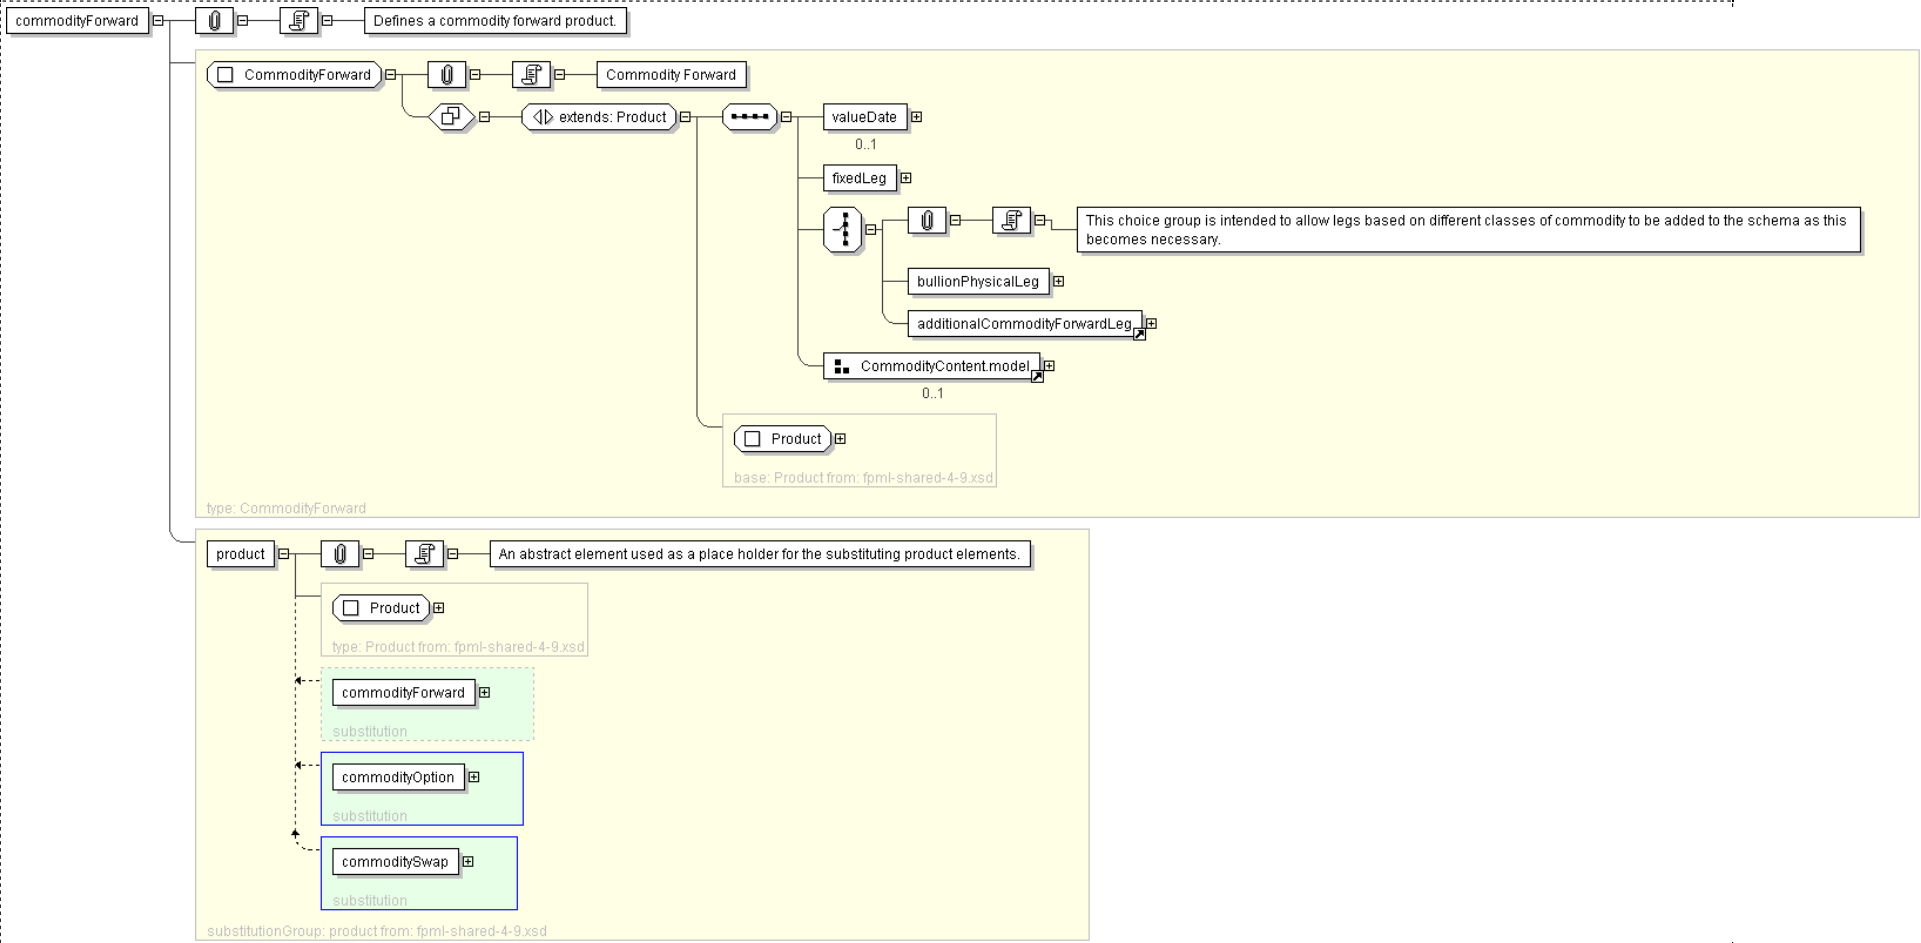 commodityForward
Defines a commodity forward product.
CommodityForward
Commodity Forward
extends: Product
valueDate
0..1
fixedLeg
This choice group is intended to allow legs based on different classes of commodity to be added to the schema as this
becomes necessary.
bullionPhysicalLeg
additionalCommodityForwardLeg
CommodityContent.model
0..1
Product
base: Product from: fpml-shared-4-9.xsd
type: CommodityForward
product
An abstract element used as a place holder for the substituting product elements.
Product
type: Product from: fpml-shared-4-9.xsd
commodityForward
substitution
commodityOption
substitution
commoditySwap
substitution
substitutionGroup: product from: fpml-shared-4-9.xsd